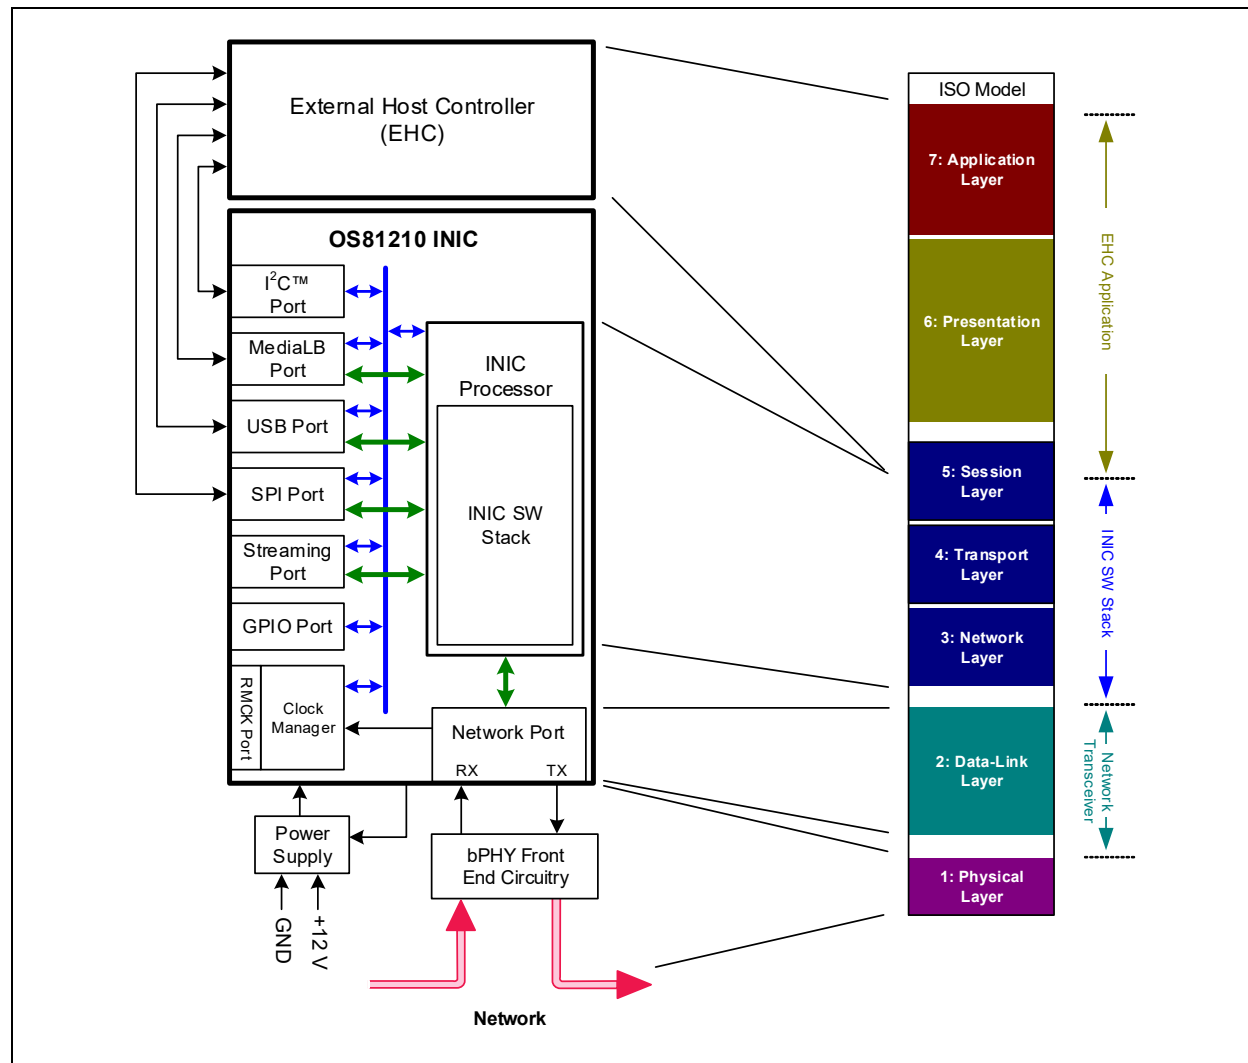 External Host Controller
(EHC)
OS81210 INIC
I²C™
Port
MediaLB
Port
USB Port
SPI Port
Streaming
Port
GPIO Port
RMCK Port
Clock
Manager
INIC
Processor
INIC SW
Stack
Network Port
RX
TX
Power
Supply
bPHY Front
End Circuitry
GND
+12 V
Network
ISO Model
7: Application
Layer
6: Presentation
Layer
5: Session
Layer
4: Transport
Layer
3: Network
Layer
2: Data-Link
Layer
1: Physical
Layer
EHC Application
INIC SW Stack
Network
Transceiver